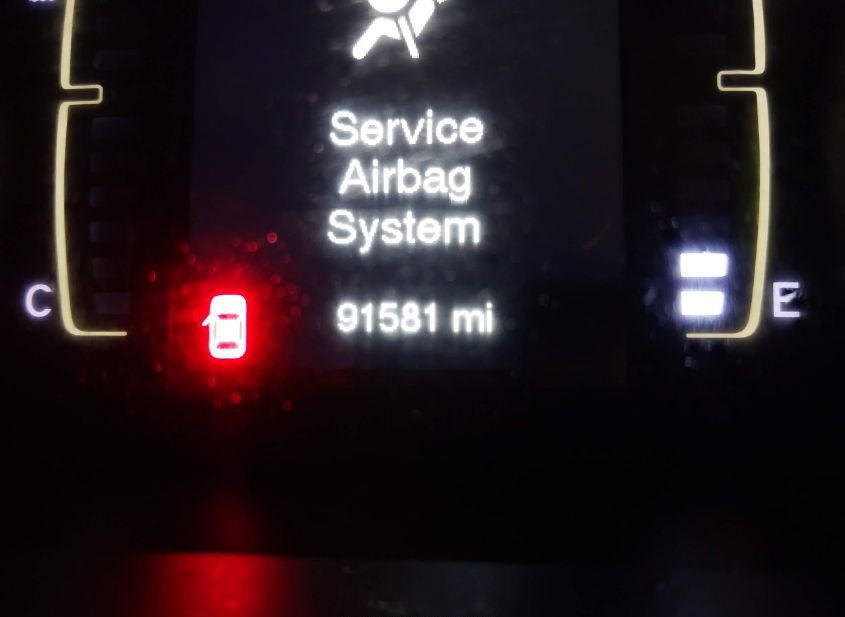 Service
Airbag
System
C
91581 mi
E